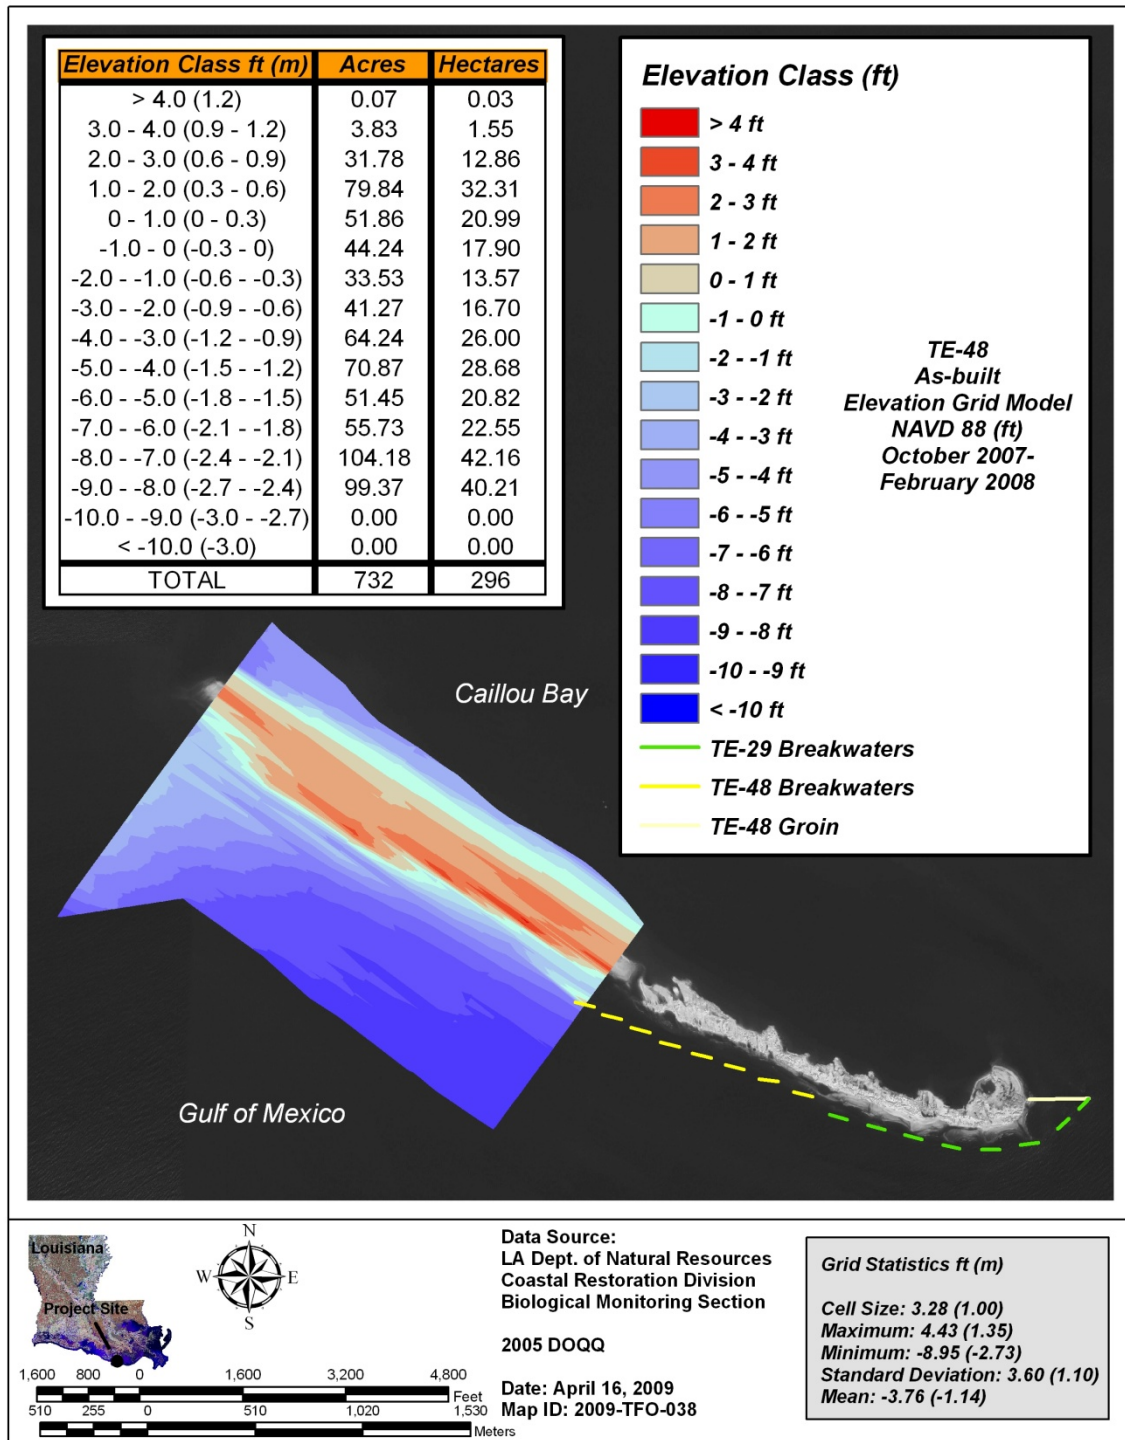 Elevation Class ft (m) Acres Hectares
> 4.0 (1.2) 0.07 0.03
3.0 - 4.0 (0.9 - 1.2) 3.83 1.55
2.0 - 3.0 (0.6 - 0.9) 31.78 12.86
1.0 - 2.0 (0.3 - 0.6) 79.84 32.31
0 - 1.0 (0 - 0.3) 51.86 20.99
-1.0 - 0 (-0.3 - 0) 44.24 17.90
-2.0 - -1.0 (-0.6 - -0.3) 33.53 13.57
-3.0 - -2.0 (-0.9 - -0.6) 41.27 16.70
-4.0 - -3.0 (-1.2 - -0.9) 64.24 26.00
-5.0 - -4.0 (-1.5 - -1.2) 70.87 28.68
-6.0 - -5.0 (-1.8 - -1.5) 51.45 20.82
-7.0 - -6.0 (-2.1 - -1.8) 55.73 22.55
-8.0 - -7.0 (-2.4 - -2.1) 104.18 42.16
-9.0 - -8.0 (-2.7 - -2.4) 99.37 40.21
-10.0 - -9.0 (-3.0 - -2.7) 0.00 0.00
< -10.0 (-3.0) 0.00 0.00
TOTAL 732 296
Elevation Class (ft)
> 4 ft
3 - 4 ft
2 - 3 ft
1 - 2 ft
0 - 1 ft
-1 - 0 ft
-2 - -1 ft
-3 - -2 ft
-4 - -3 ft
-5 - -4 ft
-6 - -5 ft
-7 - -6 ft
-8 - -7 ft
-9 - -8 ft
-10 - -9 ft
< -10 ft
TE-29 Breakwaters
TE-48 Breakwaters
TE-48 Groin
TE-48
As-built
Elevation Grid Model
NAVD 88 (ft)
October 2007-
February 2008
Caillou Bay
Gulf of Mexico
Louisiana
Project Site
N
W E
S
1,600 800 0 1,600 3,200 4,800
Feet
510 255 0 510 1,020 1,530
Meters
Data Source:
LA Dept. of Natural Resources
Coastal Restoration Division
Biological Monitoring Section
2005 DOQQ
Date: April 16, 2009
Map ID: 2009-TFO-038
Grid Statistics ft (m)
Cell Size: 3.28 (1.00)
Maximum: 4.43 (1.35)
Minimum: -8.95 (-2.73)
Standard Deviation: 3.60 (1.10)
Mean: -3.76 (-1.14)